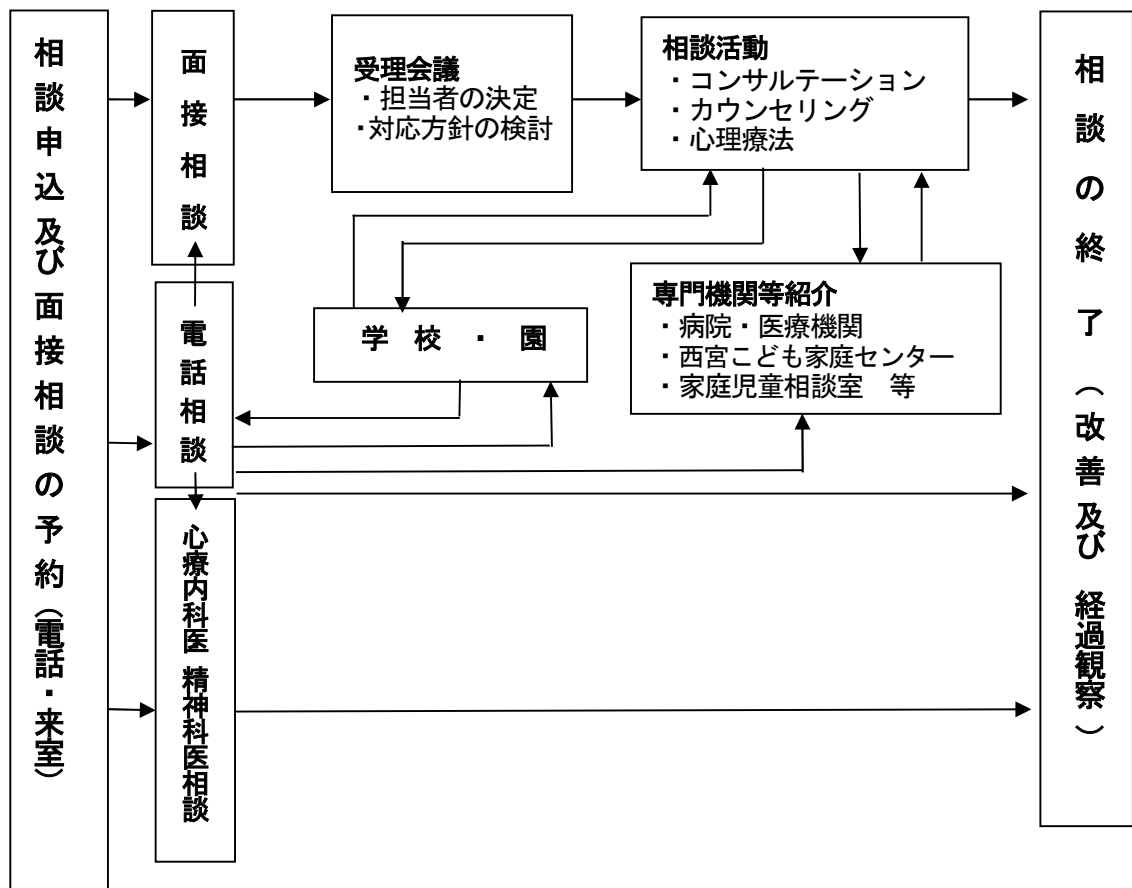 相談申込及び面接相談の予約(電話・来室)
面接相談
受理会議
・担当者の決定
・対応方針の検討
相談活動
・コンサルテーション
・カウンセリング
・心理療法
学校・園
専門機関等紹介
・病院・医療機関
・西宮こども家庭センター
・家庭児童相談室　等
電話相談
心療内科医 精神科医相談
相談の終了(改善及び経過観察)